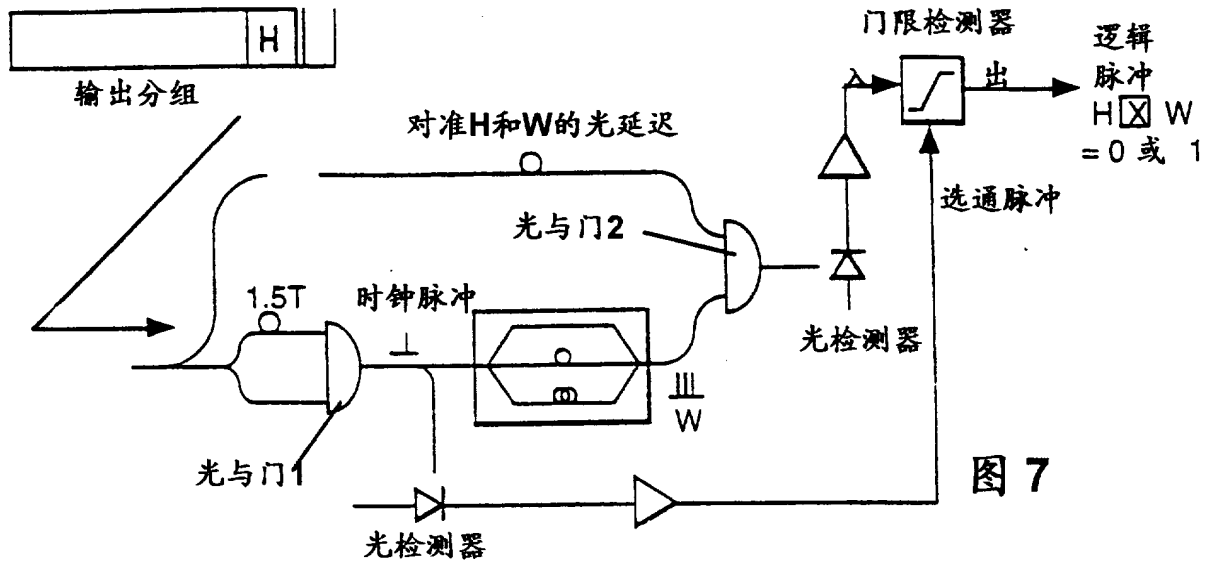 H
输出分组
门限检测器
逻辑
脉冲
H☒W
=0或 1
出
对准H和W的光延迟
选通脉冲
光与门2
1.5T
时钟脉冲
光检测器
W
光与门1
图 7
光检测器